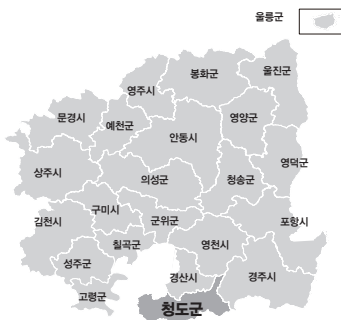 울릉군
봉화군
울진군
영주시
문경시
예천군
영양군
안동시
영덕군
상주시
의성군
청송군
구미시
군위군
포항시
김천시
칠곡군
영천시
성주군
경산시
경주시
고령군
청도군